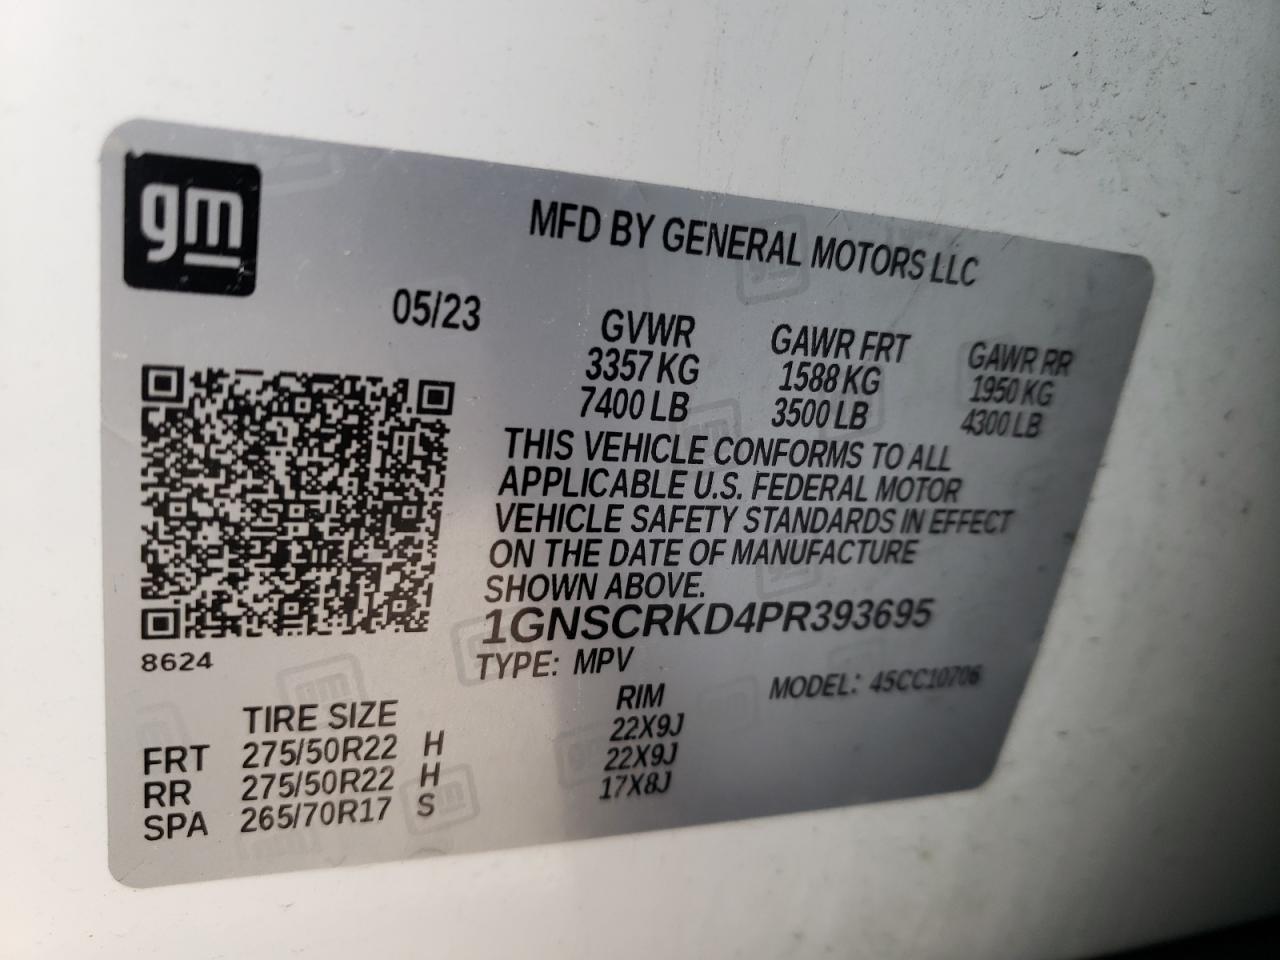 gm
MFD BY GENERAL MOTORS LLC
05/23
GVWR GAWR FRT GAWR RR
3357 KG 1588 KG 1950 KG
7400 LB 3500 LB 4300 LB
THIS VEHICLE CONFORMS TO ALL
APPLICABLE U.S. FEDERAL MOTOR
VEHICLE SAFETY STANDARDS IN EFFECT
ON THE DATE OF MANUFACTURE
SHOWN ABOVE.
1GNSCRKD4PR393695
8624
TYPE: MPV MODEL: 45CC10706
TIRE SIZE RIM
FRT 275/50R22 H 22X9J
RR 275/50R22 H 22X9J
SPA 265/70R17 S 17X8J